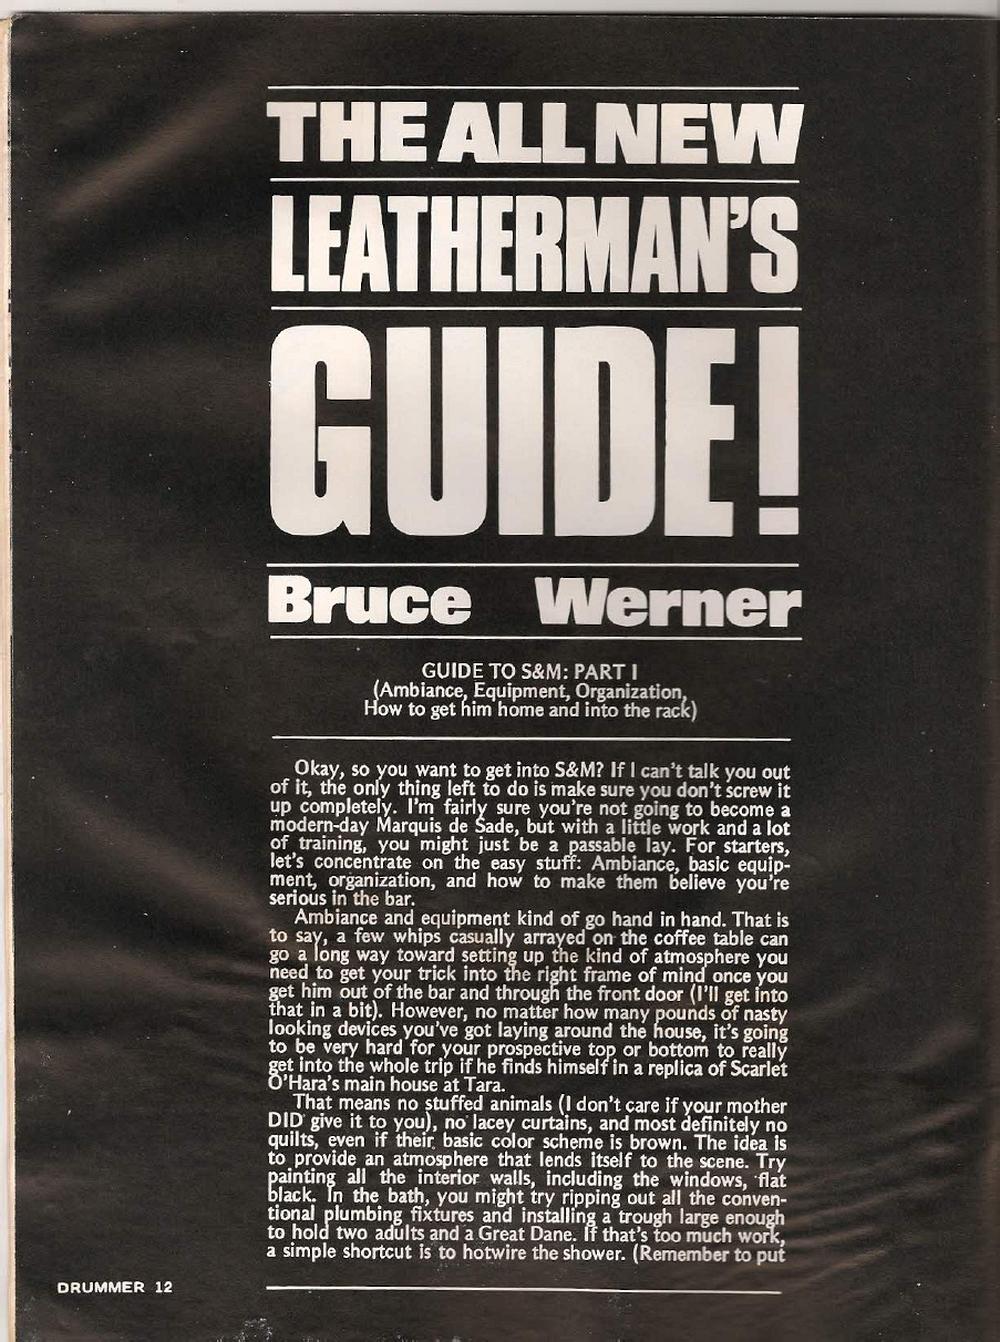 THE ALL NEW
LEATHERMAN'S
GUIDE!
Bruce Werner
GUIDE TO S&M: PART I
(Ambiance, Equipment, Organization,
How to get him home and into the rack)
Okay, so you want to get into S&M? If I can't talk you out
of it, the only thing left to do is make sure you don't screw it
up completely. I'm fairly sure you're not going to become a
modern-day Marquis de Sade, but with a little work and a lot
of training, you might just be a passable lay. For starters,
let's concentrate on the easy stuff: Ambiance, basic equip-
ment, organization, and how to make them believe you're
serious in the bar.
Ambiance and equipment kind of go hand in hand. That is
to say, a few whips casually arrayed on the coffee table can
go a long way toward setting up the kind of atmosphere you
need to get your trick into the right frame of mind once you
get him out of the bar and through the front door (I'll get into
that in a bit). However, no matter how many pounds of nasty
looking devices you've got laying around the house, it's going
to be very hard for your prospective top or bottom to really
get into the whole trip if he finds himself in a replica of Scarlet
O'Hara's main house at Tara.
That means no stuffed animals (I don't care if your mother
DID give it to you), no lacey curtains, and most definitely no
quilts, even if their basic color scheme is brown. The idea is
to provide an atmosphere that lends itself to the scene. Try
painting all the interior walls, including the windows, flat
black. In the bath, you might try ripping out all the conven-
tional plumbing fixtures and installing a trough large enough
to hold two adults and a Great Dane. If that's too much work,
a simple shortcut is to hotwire the shower. (Remember to put
DRUMMER 12